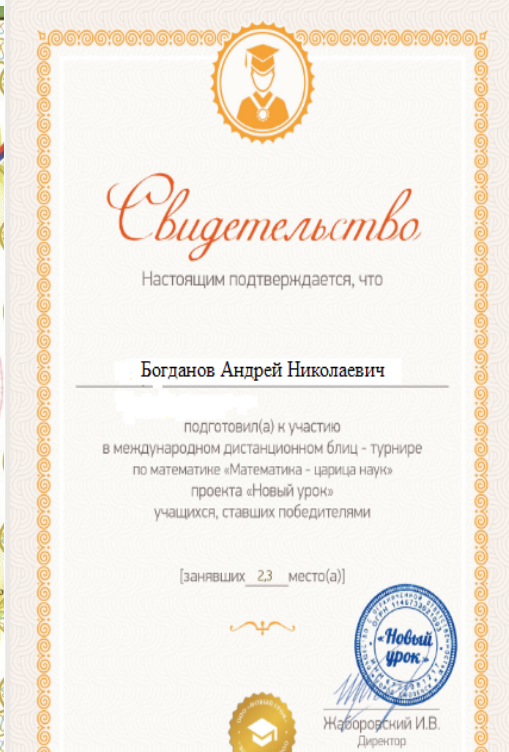 Свидетельство
Настоящим подтверждается, что
Богданов Андрей Николаевич
подготовил(а) к участию
в международном дистанционном блиц - турнире
по математике «Математика - царица наук»
проекта «Новый урок»
учащихся, ставших победителями
[занявших 2,3 место(а)]
«Новый
урок»
Жаборовский И.В.
Директор